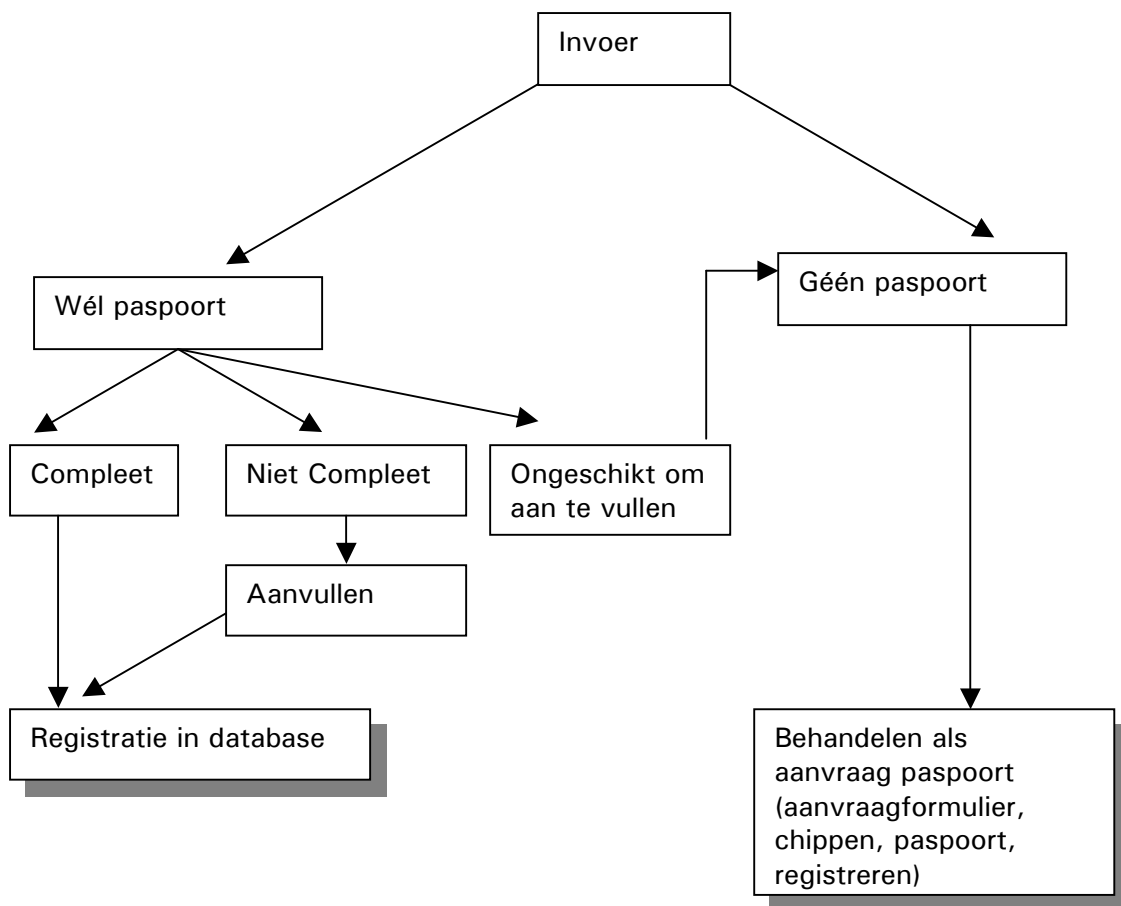 Invoer
Wél paspoort
Géén paspoort
Compleet
Niet Compleet
Ongeschikt om
aan te vullen
Aanvullen
Registratie in database
Behandelen als
aanvraag paspoort
(aanvraagformulier,
chippen, paspoort,
registreren)